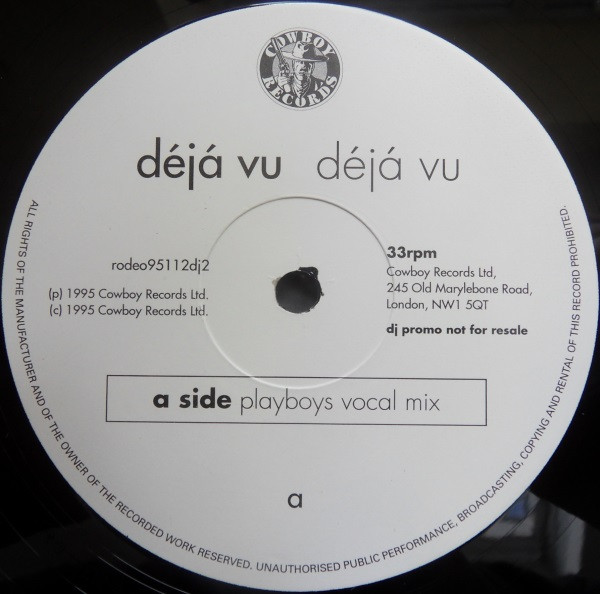 COWBOY RECORDS
déjá vu déjá vu
rodeo95112dj2
(p) 1995 Cowboy Records Ltd.
(c) 1995 Cowboy Records Ltd.
33rpm
Cowboy Records Ltd,
245 Old Marylebone Road,
London, NW1 5QT
dj promo not for resale
a side playboys vocal mix
a
ALL RIGHTS OF THE MANUFACTURER AND OF THE OWNER OF THE RECORDED WORK RESERVED. UNAUTHORISED PUBLIC PERFORMANCE, BROADCASTING, COPYING AND RENTAL OF THIS RECORD PROHIBITED.